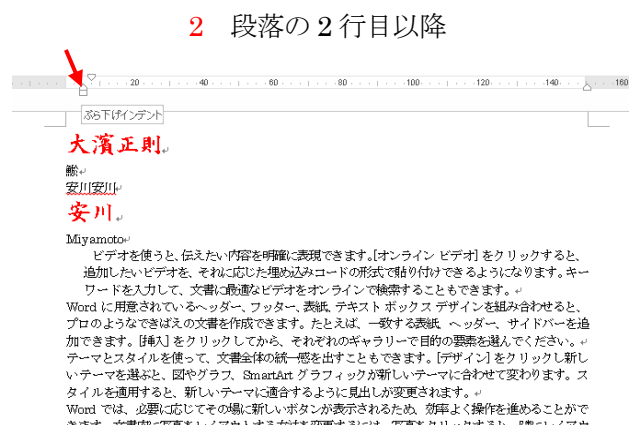 2 段落の2行目以降
20 40 60 80 100 120 140 160
ぶら下げインデント
大濱正則
安川安川
安川
Miyamoto
ビデオを使うと、伝えたい内容を明確に表現できます。[オンライン ビデオ] をクリックすると、
追加したいビデオを、それに応じた埋め込みコードの形式で貼り付けできるようになります。キー
ワードを入力して、文書に最適なビデオをオンラインで検索することもできます。
Word に用意されているヘッダー、フッター、表紙、テキスト ボックス デザインを組み合わせると、
プロのようなできばえの文書を作成できます。たとえば、一致する表紙、ヘッダー、サイドバーを追
加できます。[挿入] をクリックしてから、それぞれのギャラリーで目的の要素を選んでください。
テーマとスタイルを使って、文書全体の統一感を出すこともできます。[デザイン] をクリックし新し
いテーマを選ぶと、図やグラフ、SmartArt グラフィックが新しいテーマに合わせて変わります。ス
タイルを適用すると、新しいテーマに適合するように見出しが変更されます。
Word では、必要に応じてその場に新しいボタンが表示されるため、効率よく操作を進めることがで